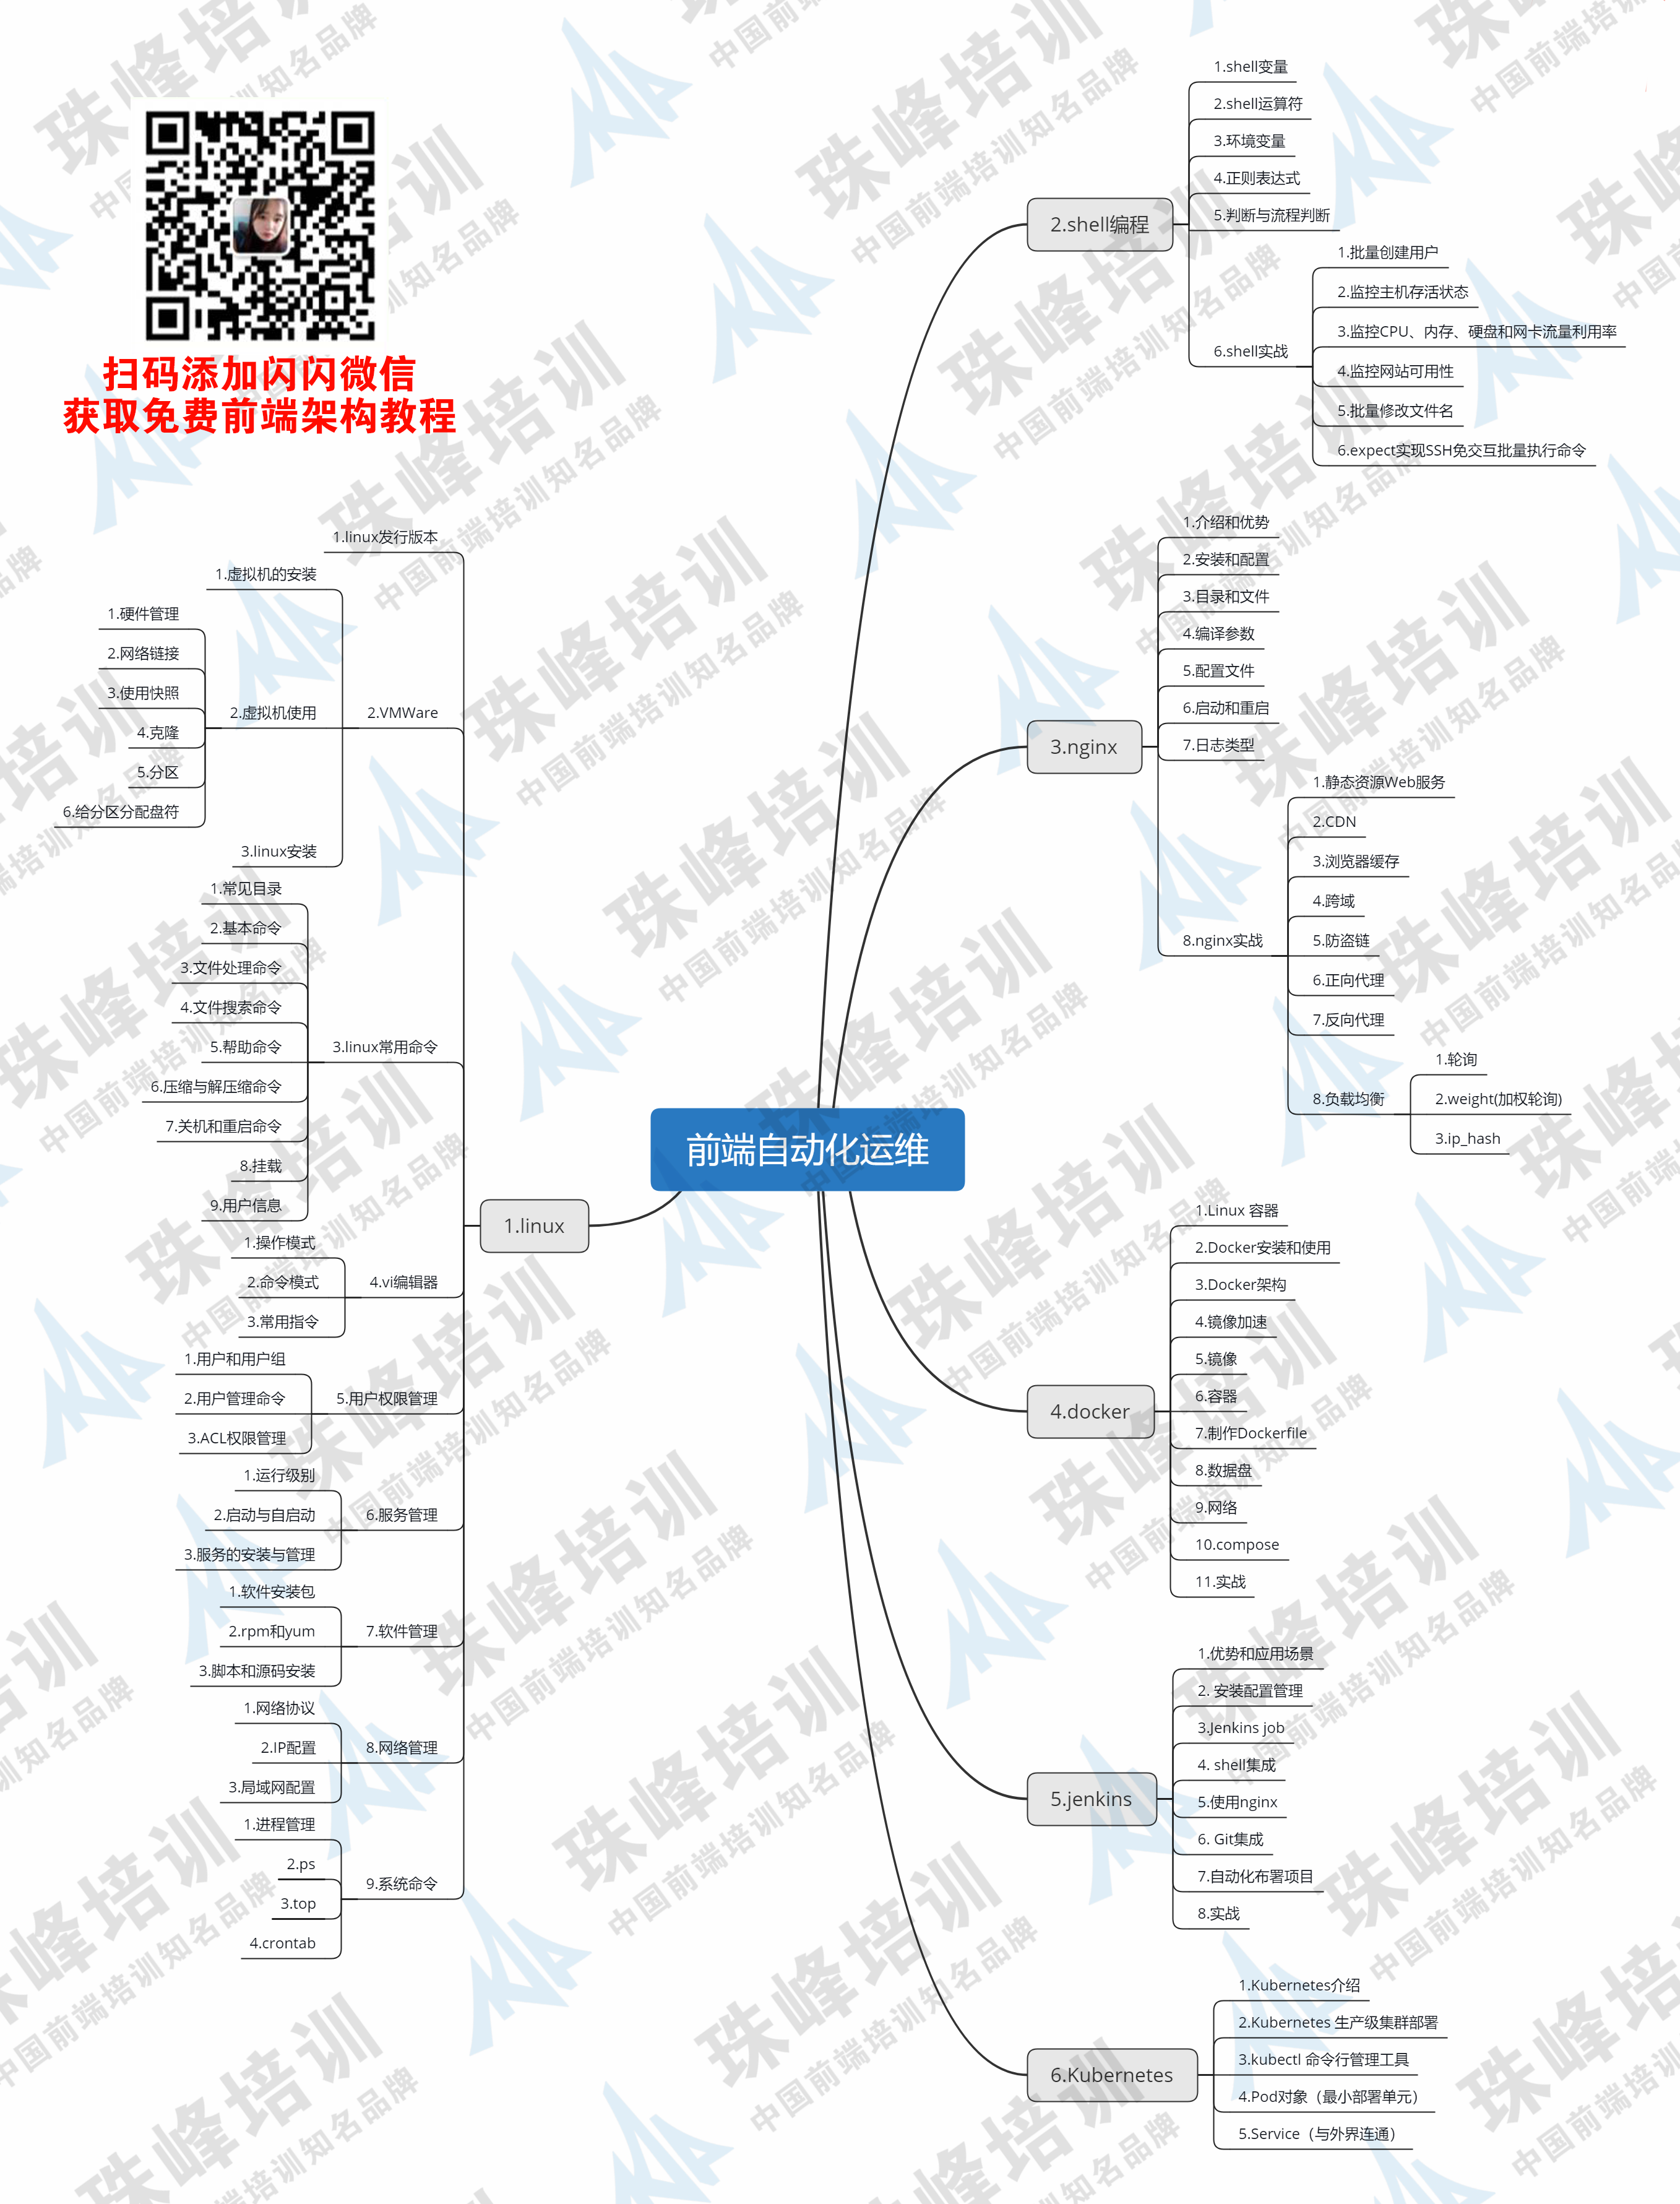 扫码添加闪闪微信
获取免费前端架构教程
前端自动化运维
1.linux
1.linux发行版本
2.VMWare
1.虚拟机的安装
2.虚拟机使用
1.硬件管理
2.网络链接
3.使用快照
4.克隆
5.分区
6.给分区分配盘符
3.linux安装
3.linux常用命令
1.常见目录
2.基本命令
3.文件处理命令
4.文件搜索命令
5.帮助命令
6.压缩与解压缩命令
7.关机和重启命令
8.挂载
9.用户信息
4.vi编辑器
1.操作模式
2.命令模式
3.常用指令
5.用户权限管理
1.用户和用户组
2.用户管理命令
3.ACL权限管理
6.服务管理
1.运行级别
2.启动与自启动
3.服务的安装与管理
7.软件管理
1.软件安装包
2.rpm和yum
3.脚本和源码安装
8.网络管理
1.网络协议
2.IP配置
3.局域网配置
9.系统命令
1.进程管理
2.ps
3.top
4.crontab
2.shell编程
1.shell变量
2.shell运算符
3.环境变量
4.正则表达式
5.判断与流程判断
6.shell实战
1.批量创建用户
2.监控主机存活状态
3.监控CPU、内存、硬盘和网卡流量利用率
4.监控网站可用性
5.批量修改文件名
6.expect实现SSH免交互批量执行命令
3.nginx
1.介绍和优势
2.安装和配置
3.目录和文件
4.编译参数
5.配置文件
6.启动和重启
7.日志类型
8.nginx实战
1.静态资源Web服务
2.CDN
3.浏览器缓存
4.跨域
5.防盗链
6.正向代理
7.反向代理
8.负载均衡
1.轮询
2.weight(加权轮询)
3.ip_hash
4.docker
1.Linux 容器
2.Docker安装和使用
3.Docker架构
4.镜像加速
5.镜像
6.容器
7.制作Dockerfile
8.数据盘
9.网络
10.compose
11.实战
5.jenkins
1.优势和应用场景
2. 安装配置管理
3.Jenkins job
4. shell集成
5.使用nginx
6. Git集成
7.自动化布署项目
8.实战
6.Kubernetes
1.Kubernetes介绍
2.Kubernetes 生产级集群部署
3.kubectl 命令行管理工具
4.Pod对象（最小部署单元）
5.Service（与外界连通）
珠峰培训
中国前端培训知名品牌